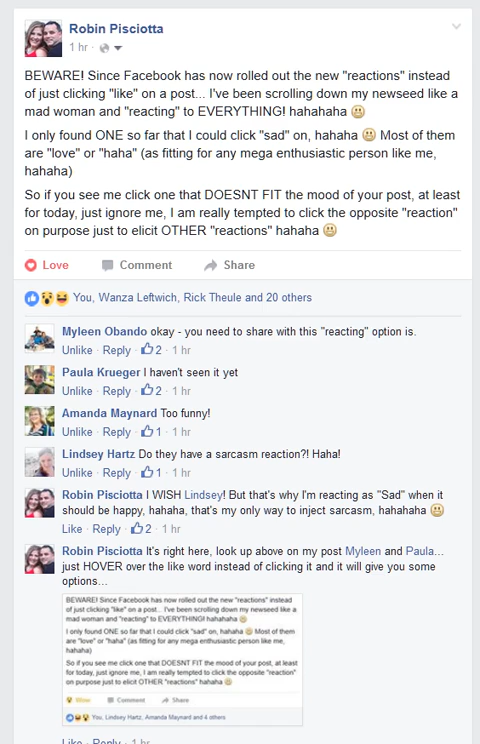 Robin Pisciotta
1 hr ·
BEWARE! Since Facebook has now rolled out the new "reactions" instead
of just clicking "like" on a post... I've been scrolling down my newseed like a
mad woman and "reacting" to EVERYTHING! hahahaha 😀
I only found ONE so far that I could click "sad" on, hahaha 😀 Most of them
are "love" or "haha" (as fitting for any mega enthusiastic person like me,
hahaha)
So if you see me click one that DOESNT FIT the mood of your post, at least
for today, just ignore me, I am really tempted to click the opposite "reaction"
on purpose just to elicit OTHER "reactions" hahaha 😀
Love Comment Share
You, Wanza Leftwich, Rick Theule and 20 others
Myleen Obando okay - you need to share with this "reacting" option is.
Unlike · Reply · 2 · 1 hr
Paula Krueger I haven't seen it yet
Unlike · Reply · 2 · 1 hr
Amanda Maynard Too funny!
Unlike · Reply · 1 · 1 hr
Lindsey Hartz Do they have a sarcasm reaction?! Haha!
Unlike · Reply · 1 · 1 hr
Robin Pisciotta I WISH Lindsey! But that's why I'm reacting as "Sad" when it
should be happy, hahaha, that's my only way to inject sarcasm, hahahaha 😀
Like · Reply · 2 · 1 hr
Robin Pisciotta It's right here, look up above on my post Myleen and Paula...
just HOVER over the like word instead of clicking it and it will give you some
options...
BEWARE! Since Facebook has now rolled out the new "reactions" instead
of just clicking "like" on a post... I've been scrolling down my newseed like a
mad woman and "reacting" to EVERYTHING! hahahaha 😀
I only found ONE so far that I could click "sad" on, hahaha 😀 Most of them
are "love" or "haha" (as fitting for any mega enthusiastic person like me,
hahaha)
So if you see me click one that DOESNT FIT the mood of your post, at least
for today, just ignore me, I am really tempted to click the opposite "reaction"
on purpose just to elicit OTHER "reactions" hahaha 😀
Wow Comment Share
You, Lindsey Hartz, Amanda Maynard and 4 others
Like · Reply · 1 hr